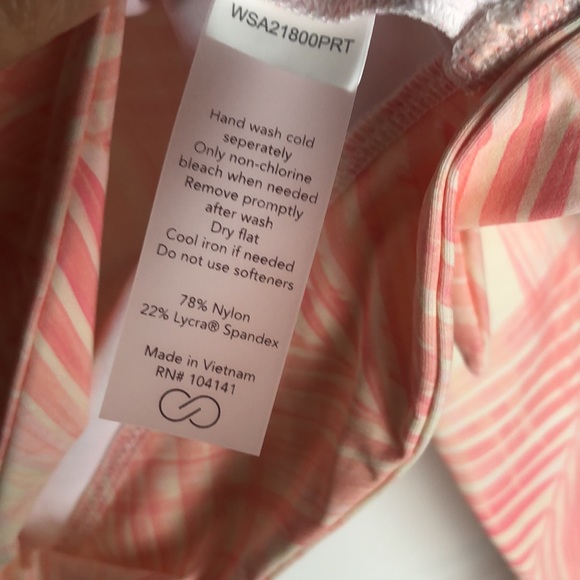 WSA21800PRT
Hand wash cold
seperately
Only non-chlorine
bleach when needed
Remove promptly
after wash
Dry flat
Cool iron if needed
Do not use softeners
78% Nylon
22% Lycra® Spandex
Made in Vietnam
RN# 104141